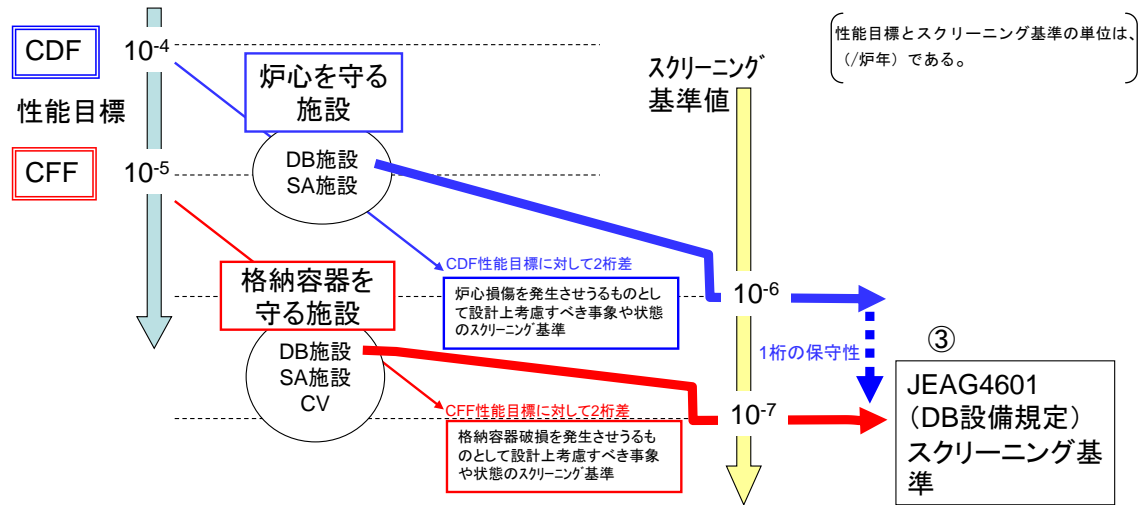 CDF
10-4
性能目標
CFF
10-5
炉心を守る
施設
DB施設
SA施設
格納容器を
守る施設
DB施設
SA施設
CV
CDF性能目標に対して2桁差
炉心損傷を発生させうるものとし
て設計上考慮すべき事象や状態
のスクリーニング基準
CFF性能目標に対して2桁差
格納容器破損を発生させうるも
のとして設計上考慮すべき事象
や状態のスクリーニング基準
スクリーニング
基準値
10-6
10-7
性能目標とスクリーニング基準の単位は、
(/炉年)である。
1桁の保守性
③
JEAG4601
(DB設備規定)
スクリーニング基
準